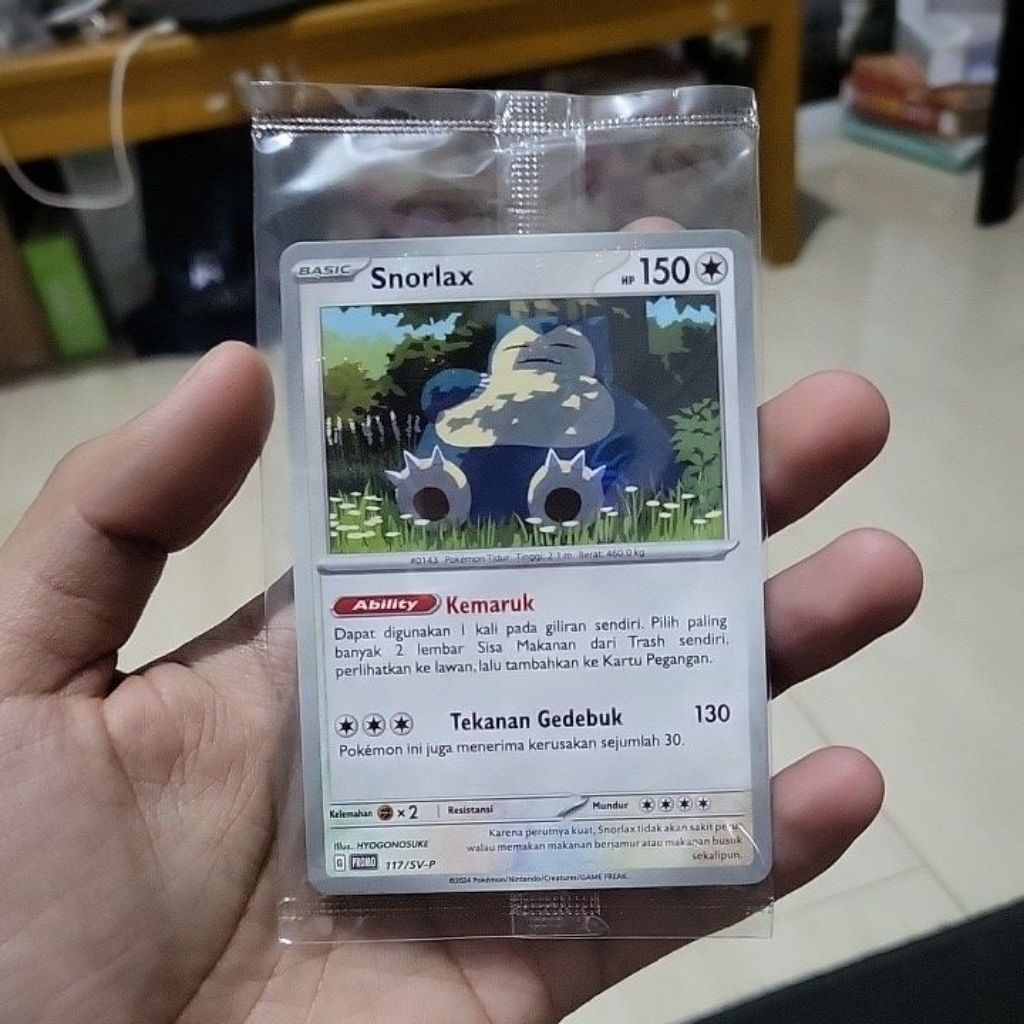 BASIC Snorlax HP 150
#0143 Pokémon Tidur Tinggi: 2.1 m Berat: 460.0 kg
Ability Kemaruk
Dapat digunakan 1 kali pada giliran sendiri. Pilih paling
banyak 2 lembar Sisa Makanan dari Trash sendiri,
perlihatkan ke lawan, lalu tambahkan ke Kartu Pegangan.
Tekanan Gedebuk 130
Pokémon ini juga menerima kerusakan sejumlah 30.
Kelemahan ×2 Resistansi Mundur
Karena perutnya kuat, Snorlax tidak akan sakit perut
walau memakan makanan berjamur atau makanan busuk
sekalipun.
Illus. HYOGONOSUKE
G PROMO 117/SV-P
©2024 Pokémon/Nintendo/Creatures/GAME FREAK.